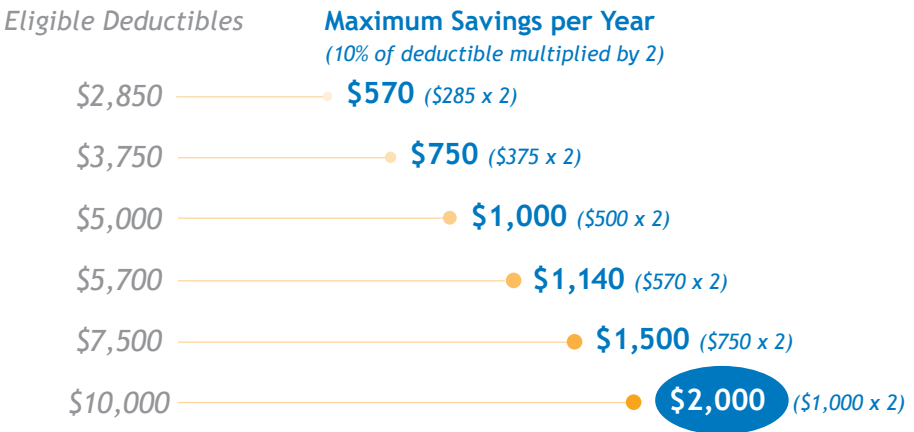 Eligible Deductibles Maximum Savings per Year
(10% of deductible multiplied by 2)
$2,850 $570 ($285 x 2)
$3,750 $750 ($375 x 2)
$5,000 $1,000 ($500 x 2)
$5,700 $1,140 ($570 x 2)
$7,500 $1,500 ($750 x 2)
$10,000 $2,000 ($1,000 x 2)